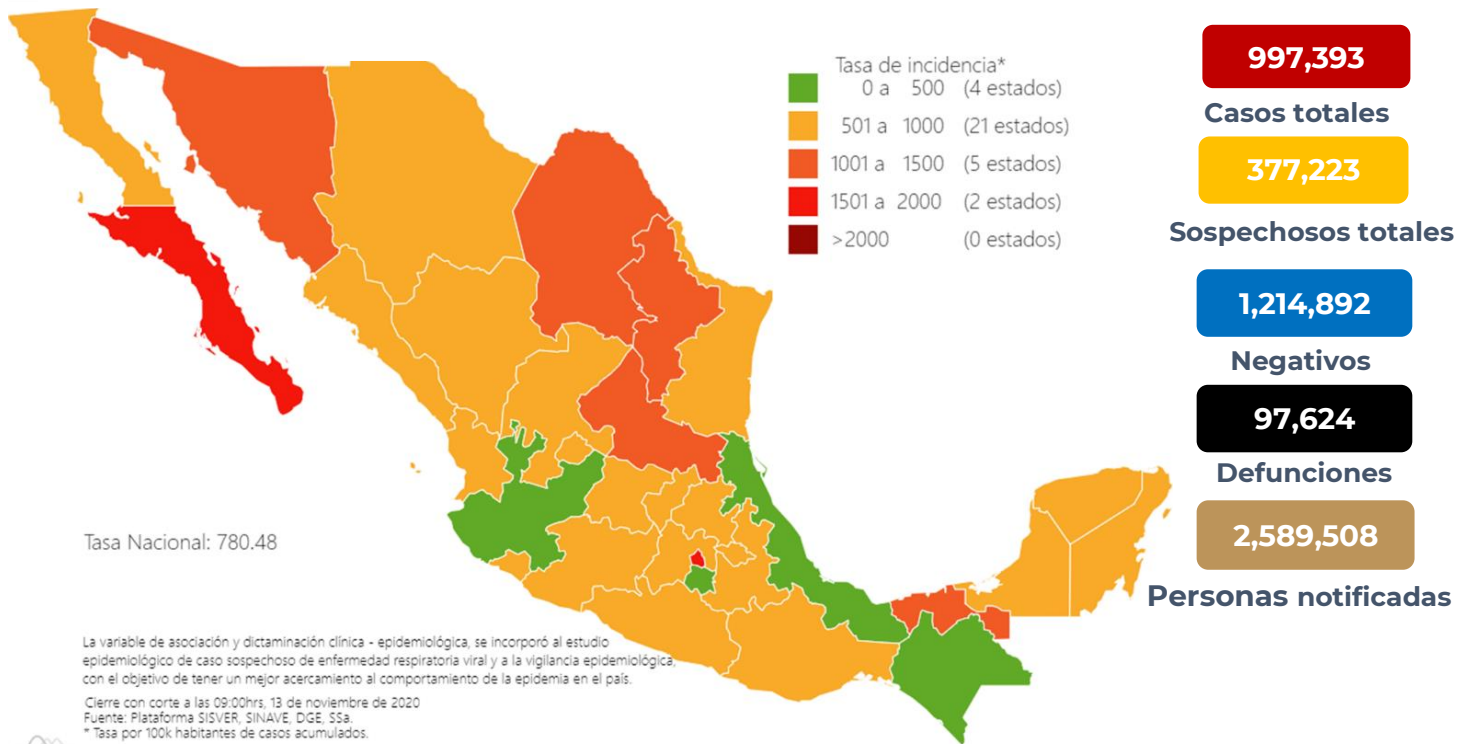 Tasa de incidencia*
0 a 500 (4 estados)
501 a 1000 (21 estados)
1001 a 1500 (5 estados)
1501 a 2000 (2 estados)
>2000 (0 estados)
997,393
Casos totales
377,223
Sospechosos totales
1,214,892
Negativos
97,624
Defunciones
2,589,508
Personas notificadas
Tasa Nacional: 780.48
La variable de asociación y dictaminación clínica - epidemiológica, se incorporó al estudio
epidemiológico de caso sospechoso de enfermedad respiratoria viral y a la vigilancia epidemiológica,
con el objetivo de tener un mejor acercamiento al comportamiento de la epidemia en el país.
Cierre con corte a las 09:00hrs, 13 de noviembre de 2020
Fuente: Plataforma SISVER, SINAVE, DGE, SSa.
* Tasa por 100k habitantes de casos acumulados.